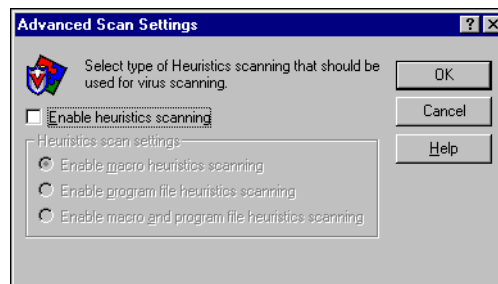 Advanced Scan Settings
Select type of Heuristics scanning that should be
used for virus scanning.
Enable heuristics scanning
Heuristics scan settings
Enable macro heuristics scanning
Enable program file heuristics scanning
Enable macro and program file heuristics scanning
OK
Cancel
Help